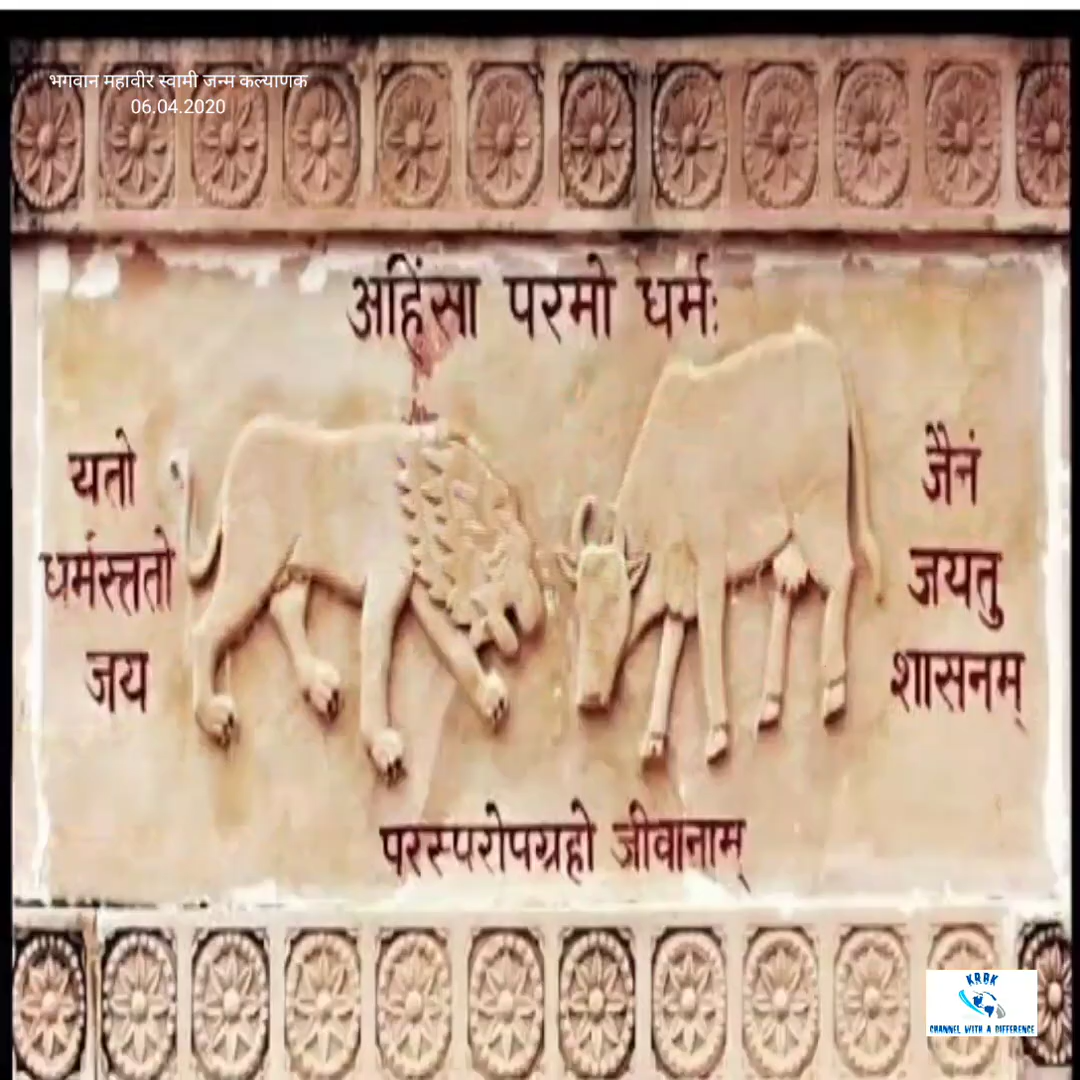 भगवान महावीर स्वामी जन्म कल्याणक
06.04.2020
अहिंसा परमो धर्मः
यतो
धर्मस्ततो
जय
जैनं
जयतु
शासनम्
परस्परोपग्रहो जीवानाम्
KRBK
CHANNEL WITH A DIFFERENCE